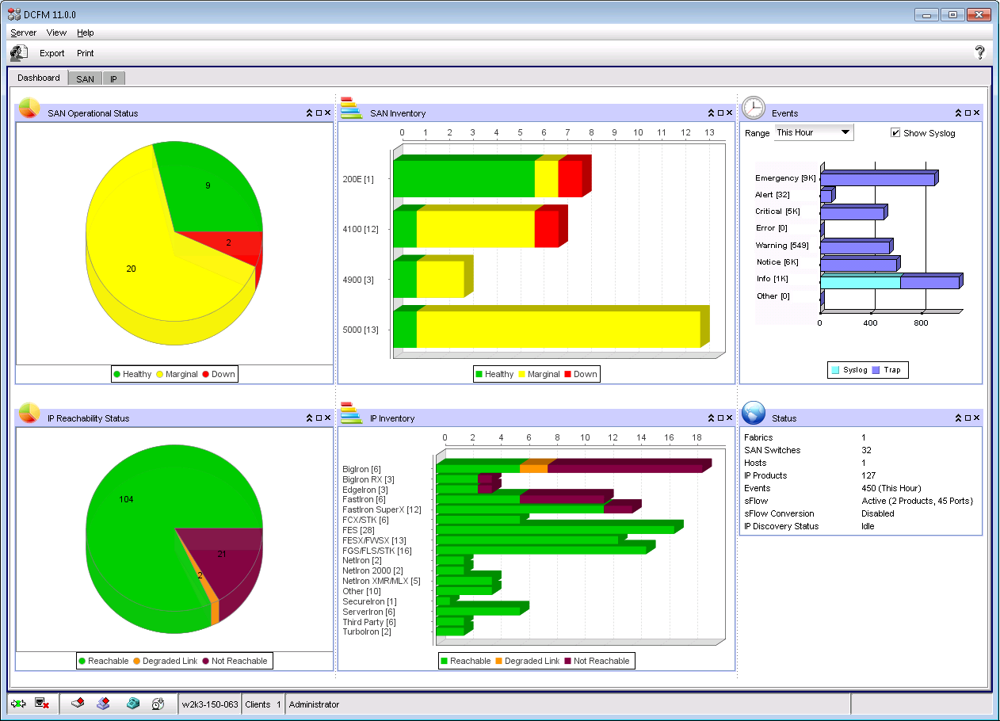 DCFM 11.0.0
Server View Help
Export Print
?
Dashboard SAN IP
SAN Operational Status
9
2
20
Healthy Marginal Down
SAN Inventory
0 1 2 3 4 5 6 7 8 9 10 11 12 13
200E [1]
4100 [12]
4900 [3]
5000 [13]
Healthy Marginal Down
Events
Range This Hour Show Syslog
Emergency [9K]
Alert [32]
Critical [5K]
Error [0]
Warning [549]
Notice [6K]
Info [1K]
Other [0]
0 400 800
Syslog Trap
IP Reachability Status
104
21
2
Reachable Degraded Link Not Reachable
IP Inventory
0 2 4 6 8 10 12 14 16 18
BigIron [6]
BigIron RX [3]
EdgeIron [3]
FastIron [6]
FastIron SuperX [12]
FCX/STK [6]
FES [28]
FESX/FWSX [13]
FGS/FLS/STK [16]
NetIron [2]
NetIron 2000 [2]
NetIron XMR/MLX [5]
Other [10]
SecureIron [1]
ServerIron [6]
Third Party [6]
TurboIron [2]
Reachable Degraded Link Not Reachable
Status
Fabrics 1
SAN Switches 32
Hosts 1
IP Products 127
Events 450 (This Hour)
sFlow Active (2 Products, 45 Ports}
sFlow Conversion Disabled
IP Discovery Status Idle
w2k3-150-063 Clients 1 Administrator